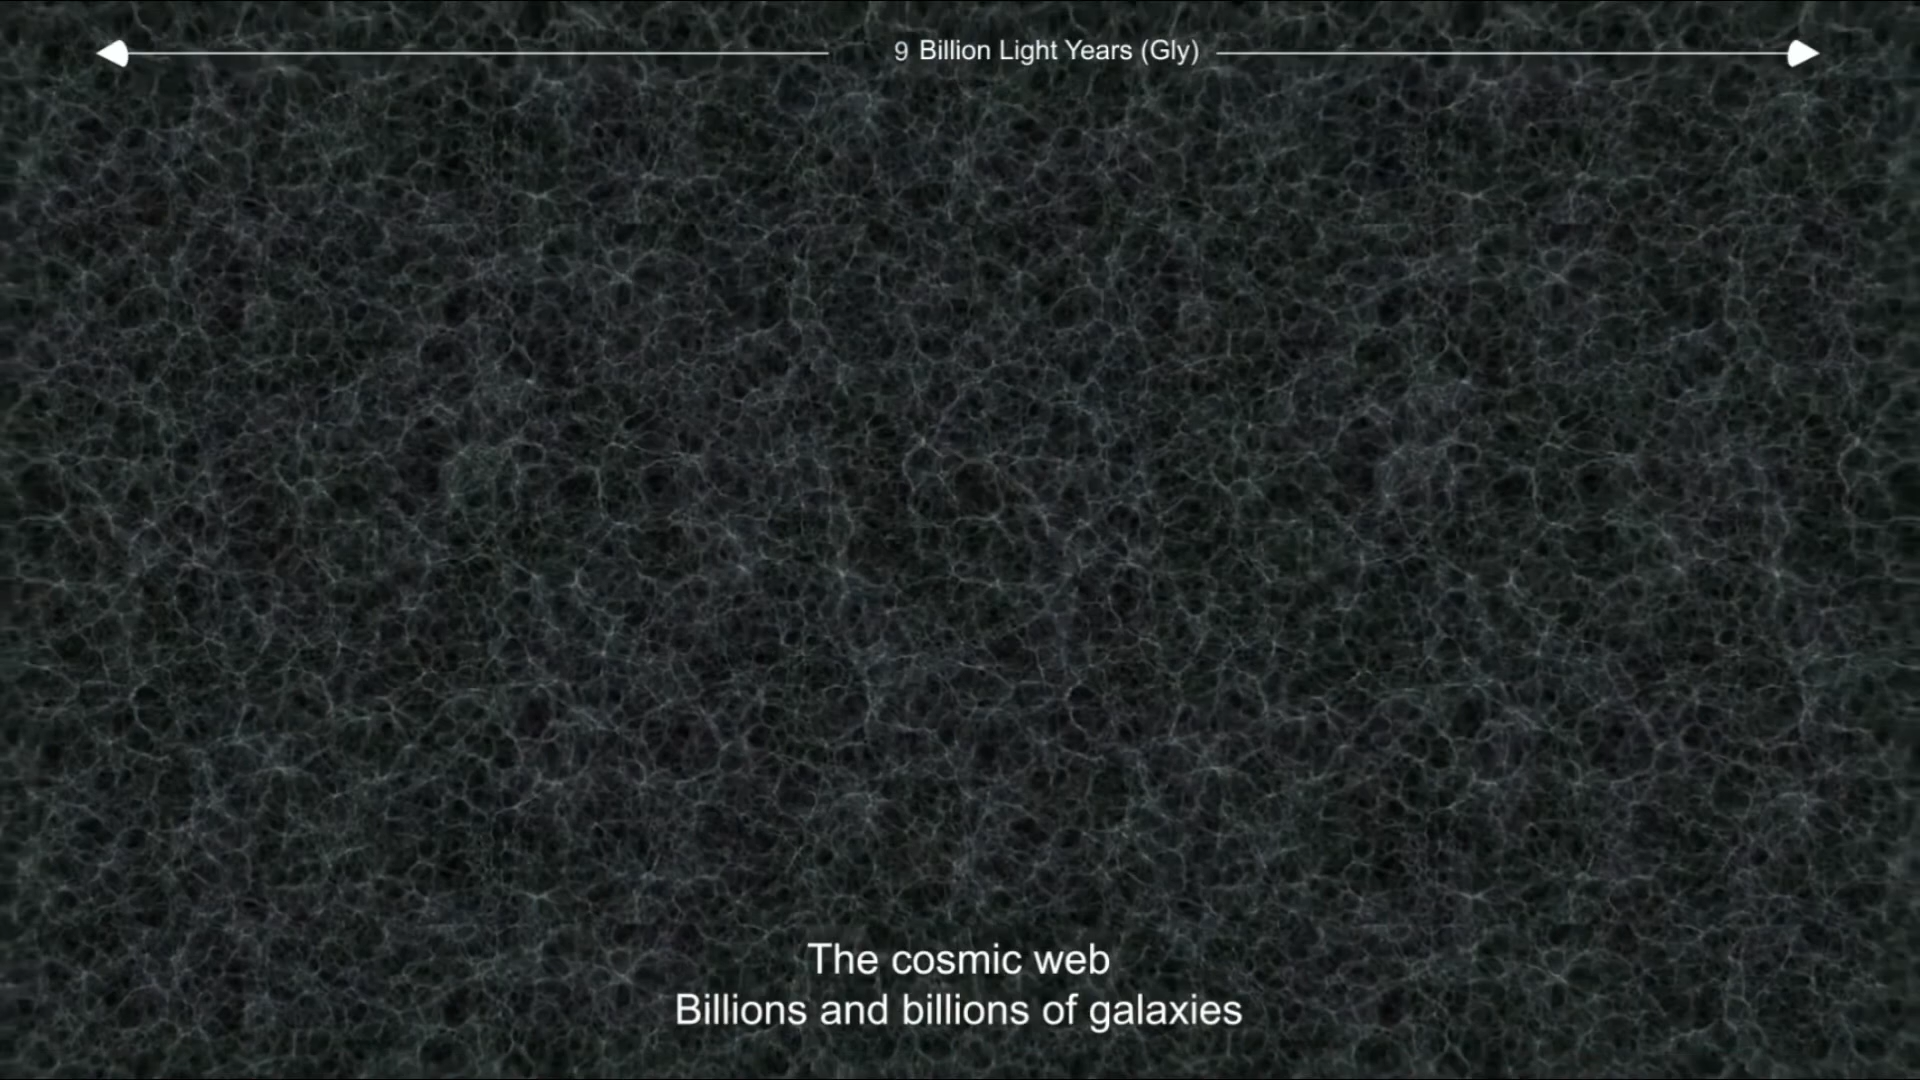 9 Billion Light Years (Gly)
The cosmic web
Billions and billions of galaxies